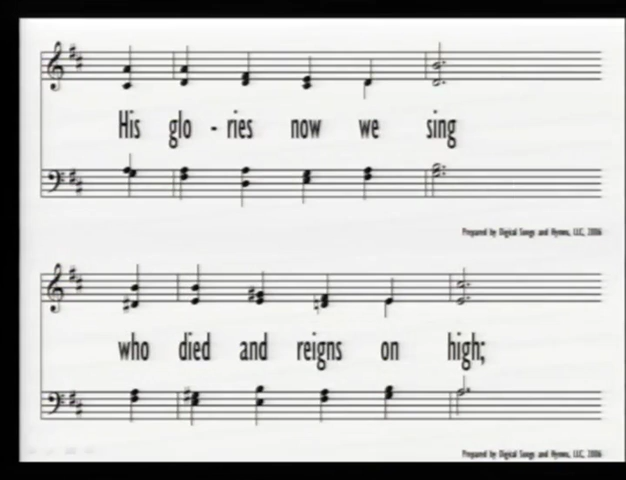 His glo - ries now we sing
Prepared by Digital Songs and Hymns, LLC, 2006
who died and reigns on high;
Prepared by Digital Songs and Hymns, LLC, 2006